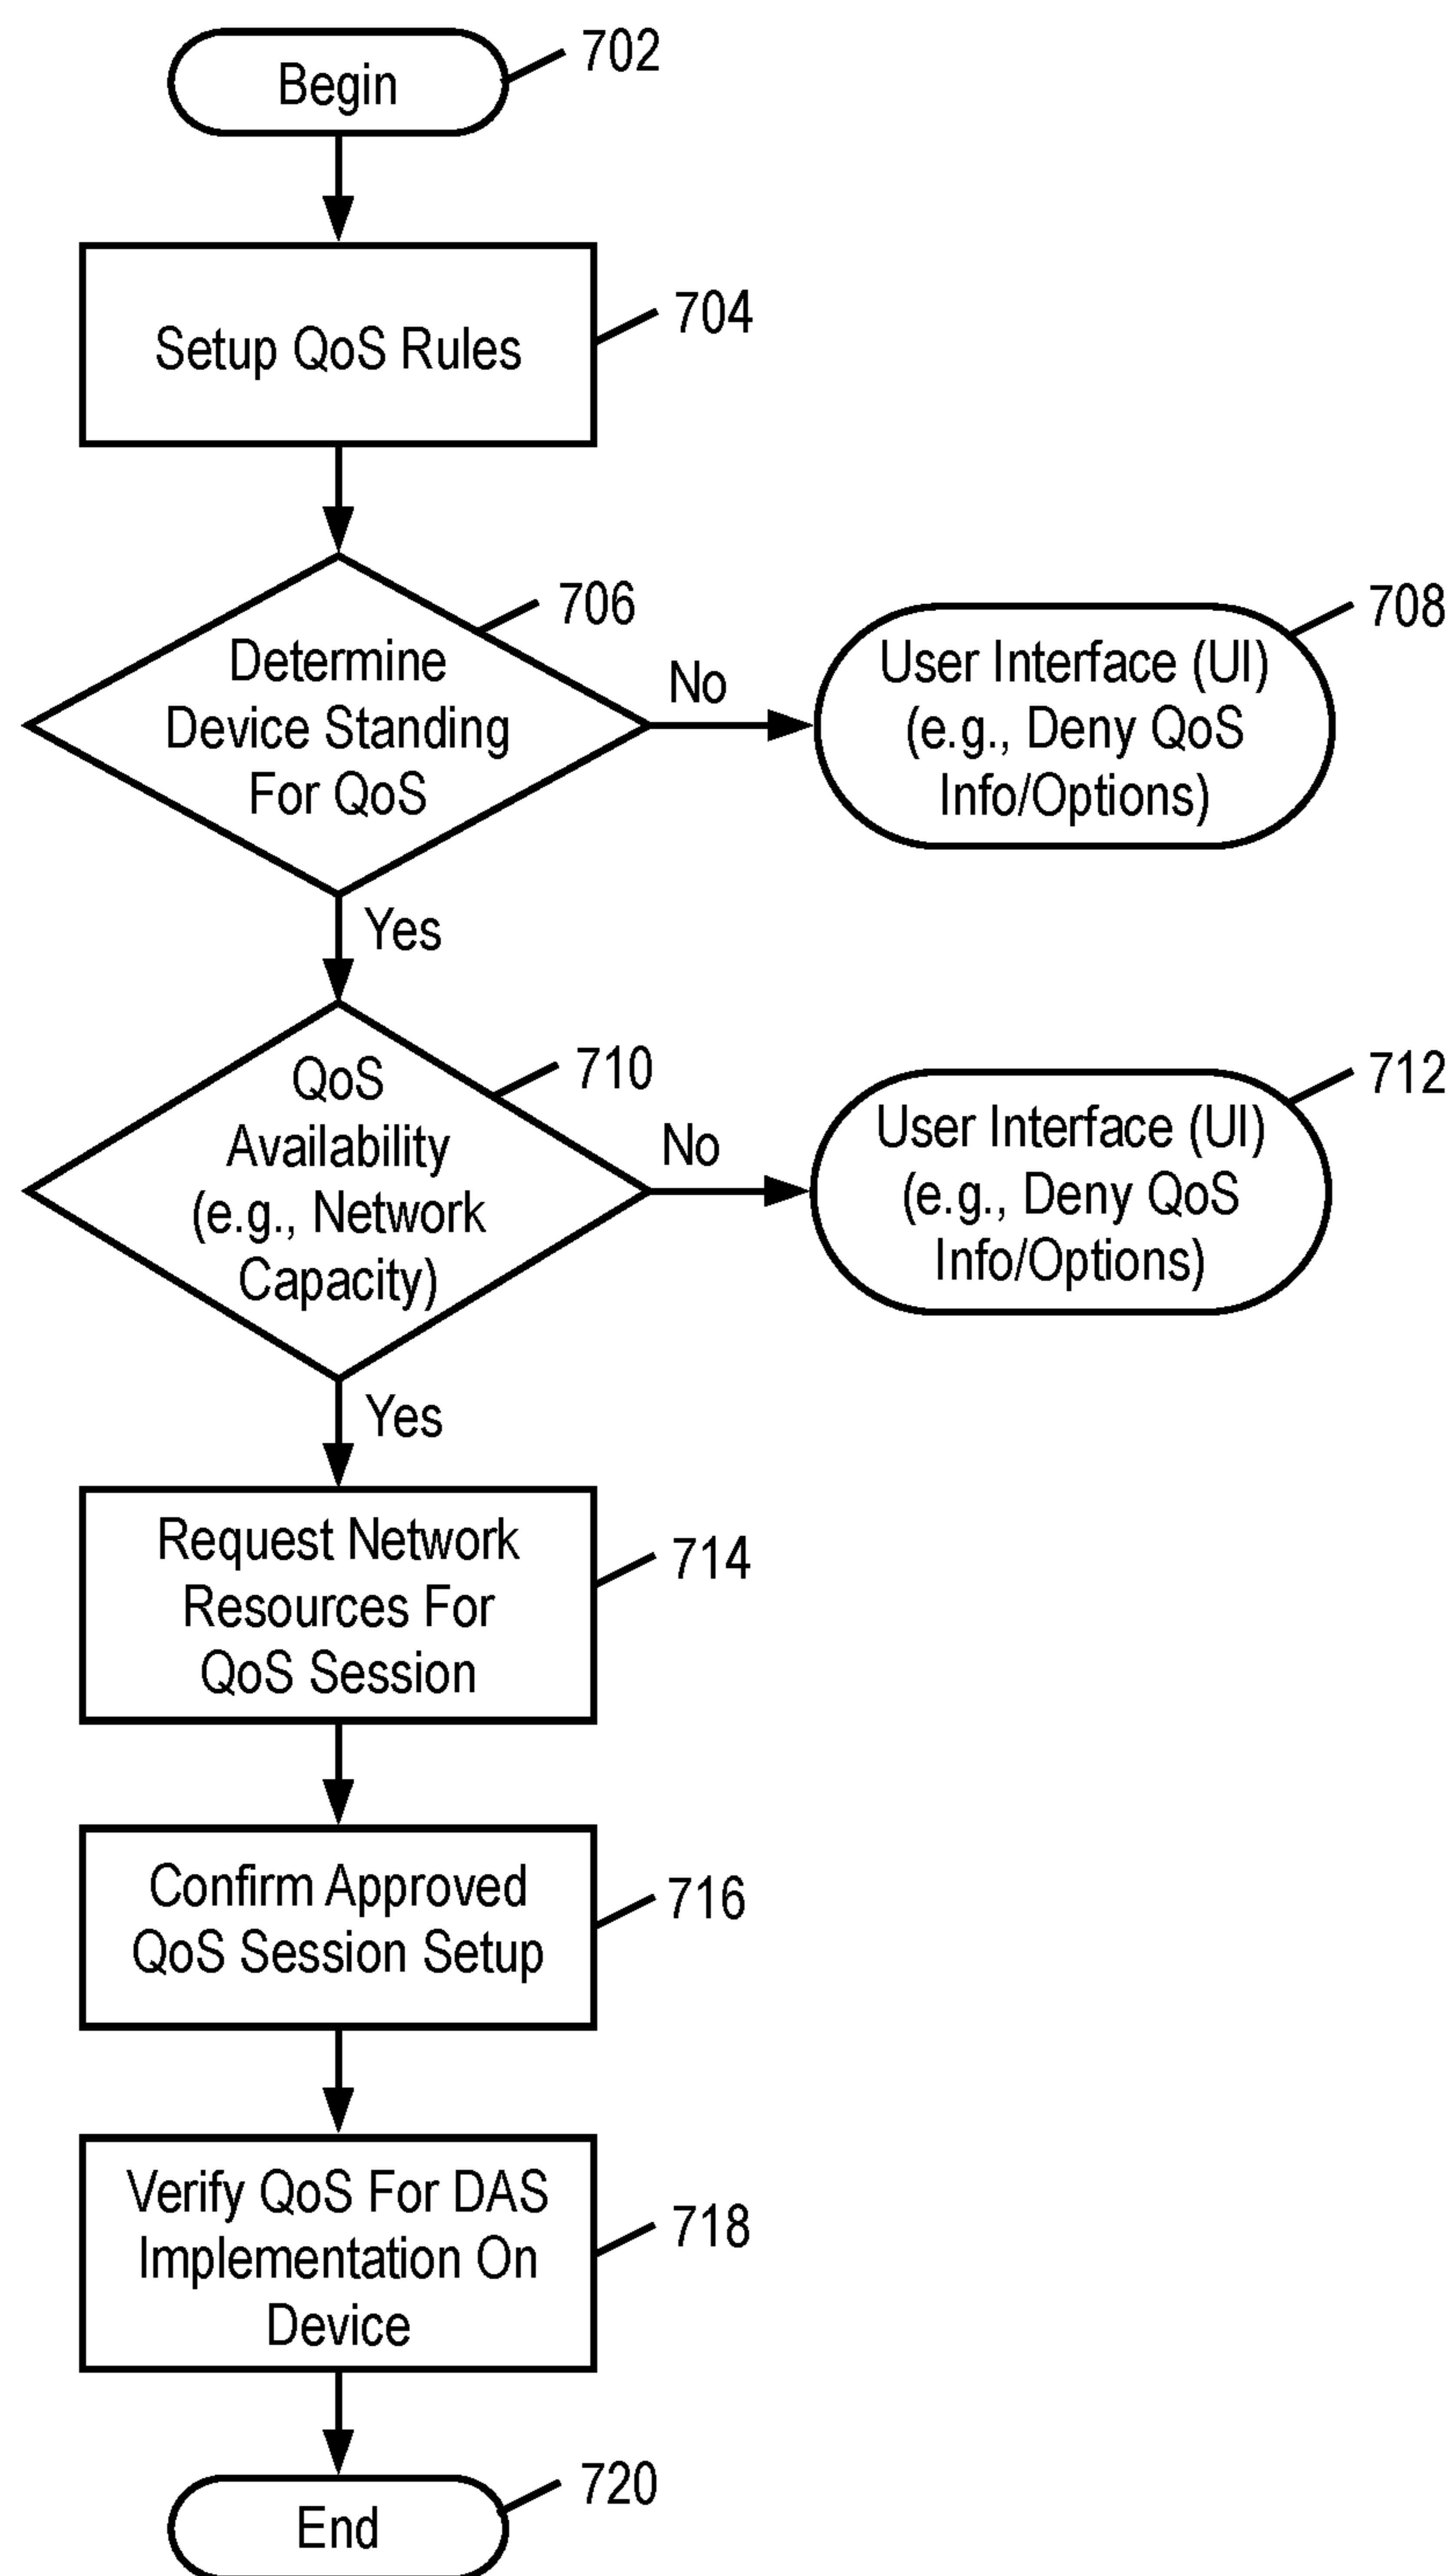 Begin
702
Setup QoS Rules
704
706
Determine
Device Standing
For QoS
No
708
User Interface (UI)
(e.g., Deny QoS
Info/Options)
Yes
710
QoS
Availability
(e.g., Network
Capacity)
No
712
User Interface (UI)
(e.g., Deny QoS
Info/Options)
Yes
Request Network
Resources For
QoS Session
714
Confirm Approved
QoS Session Setup
716
Verify QoS For DAS
Implementation On
Device
718
End
720